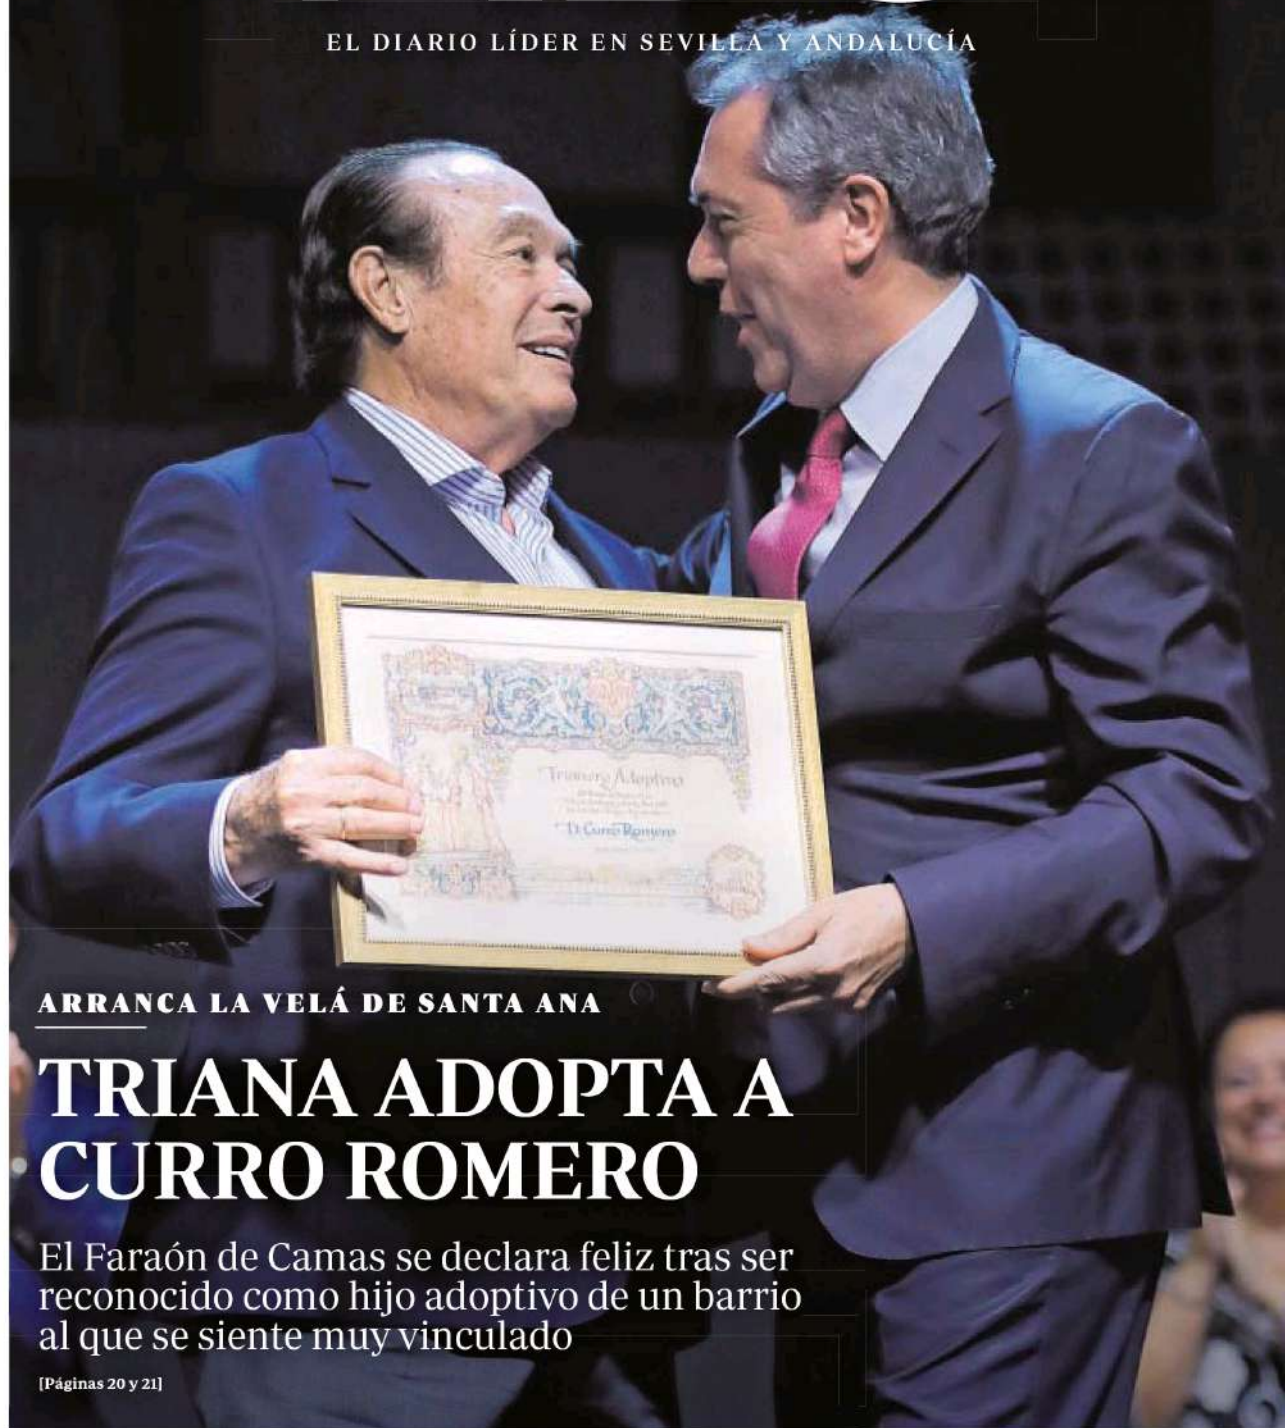 EL DIARIO LÍDER EN SEVILLA Y ANDALUCÍA
Trianero Adoptivo
D. Curro Romero
ARRANCA LA VELÁ DE SANTA ANA
TRIANA ADOPTA A
CURRO ROMERO
El Faraón de Camas se declara feliz tras ser
reconocido como hijo adoptivo de un barrio
al que se siente muy vinculado
[Páginas 20 y 21]